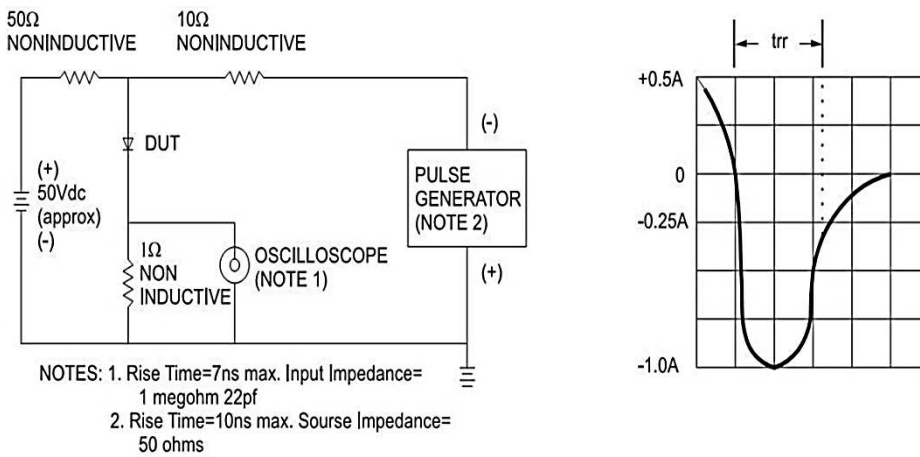 50Ω
NONINDUCTIVE
10Ω
NONINDUCTIVE
DUT
(+)
50Vdc
(approx)
(-)
1Ω
NON
INDUCTIVE
OSCILLOSCOPE
(NOTE 1)
(-)
PULSE
GENERATOR
(NOTE 2)
(+)
NOTES: 1. Rise Time=7ns max. Input Impedance=
1 megohm 22pf
2. Rise Time=10ns max. Sourse Impedance=
50 ohms
trr
+0.5A
0
-0.25A
-1.0A